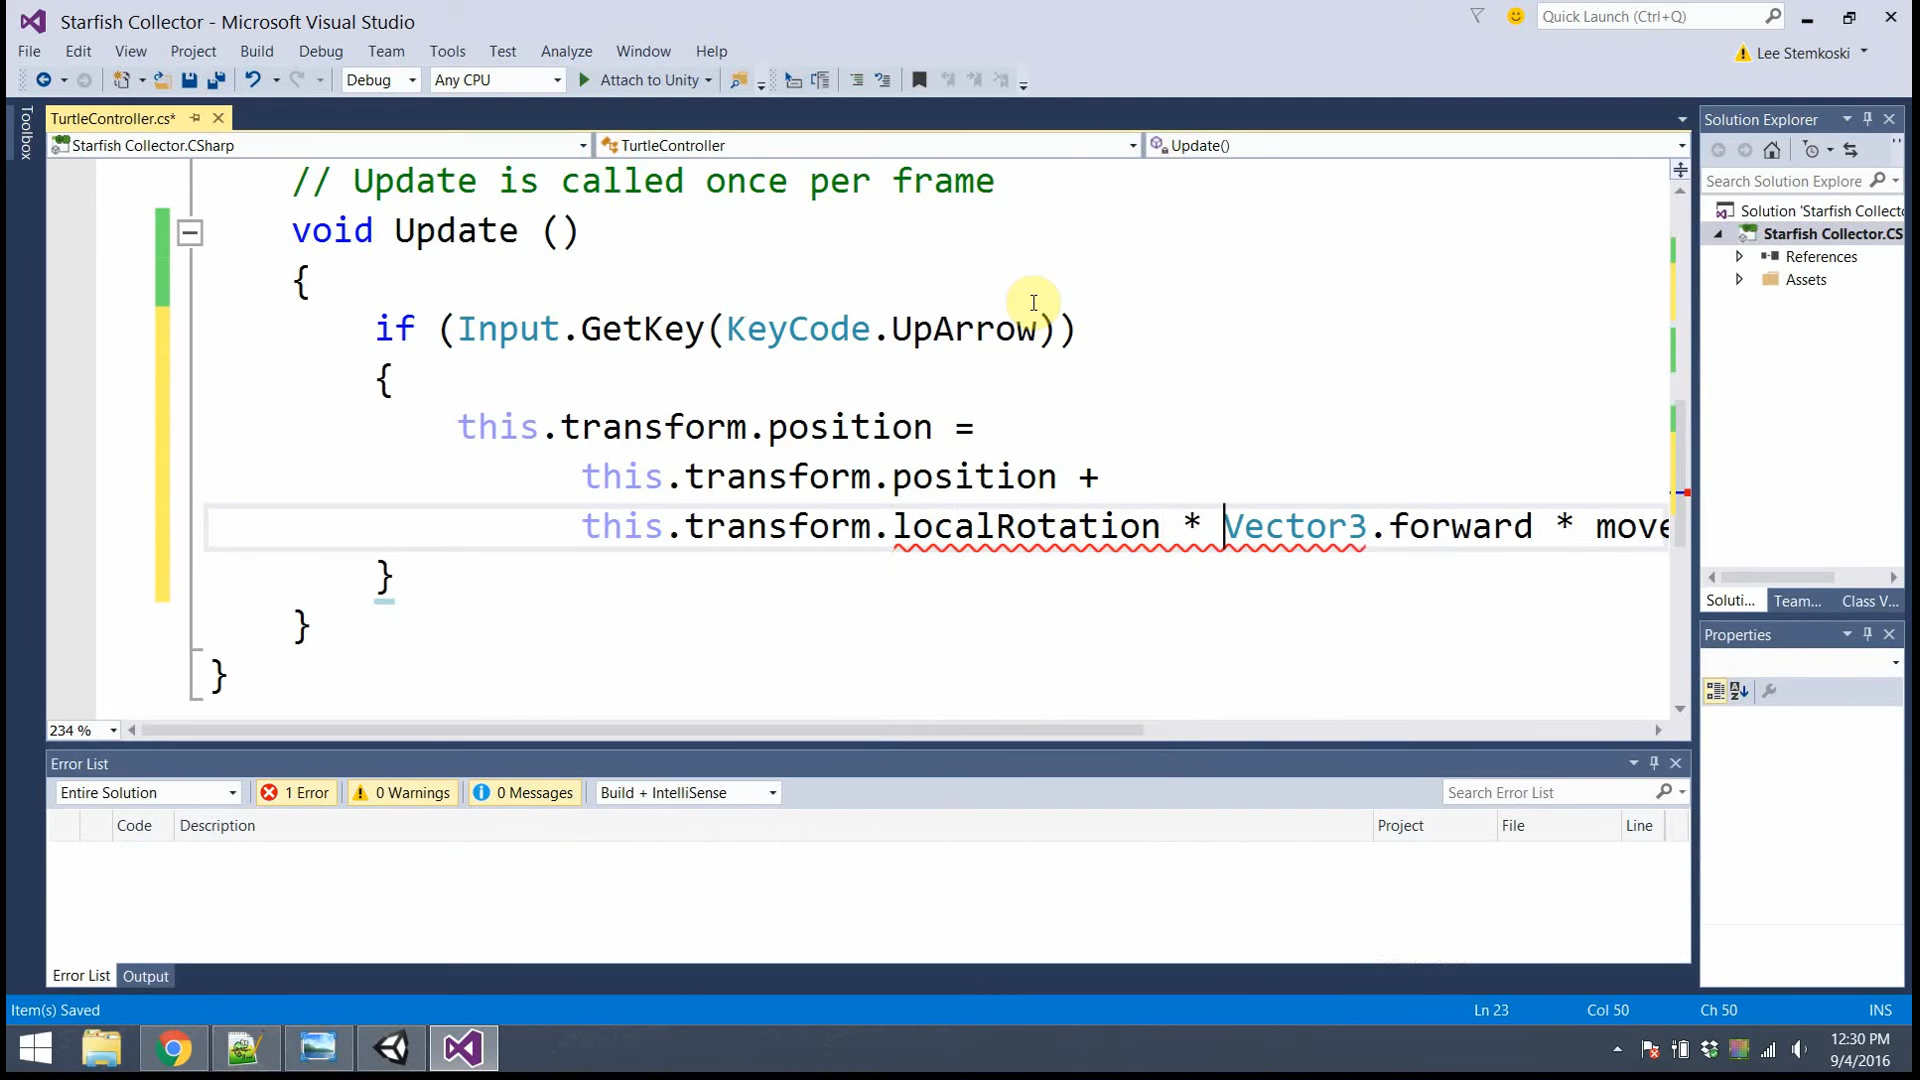 Starfish Collector - Microsoft Visual Studio
Quick Launch (Ctrl+Q)
File Edit View Project Build Debug Team Tools Test Analyze Window Help
Lee Stemkoski
Debug Any CPU Attach to Unity
Toolbox
TurtleController.cs*
Starfish Collector.CSharp TurtleController Update()
// Update is called once per frame
void Update ()
{
if (Input.GetKey(KeyCode.UpArrow))
{
this.transform.position =
this.transform.position +
this.transform.localRotation * Vector3.forward * move
}
}
}
234 %
Solution Explorer
Search Solution Explore
Solution 'Starfish Collecto
Starfish Collector.CS
References
Assets
Soluti... Team... Class V...
Properties
Error List
Entire Solution 1 Error 0 Warnings 0 Messages Build + IntelliSense Search Error List
Code Description Project File Line
Error List Output
Item(s) Saved Ln 23 Col 50 Ch 50 INS
12:30 PM
9/4/2016